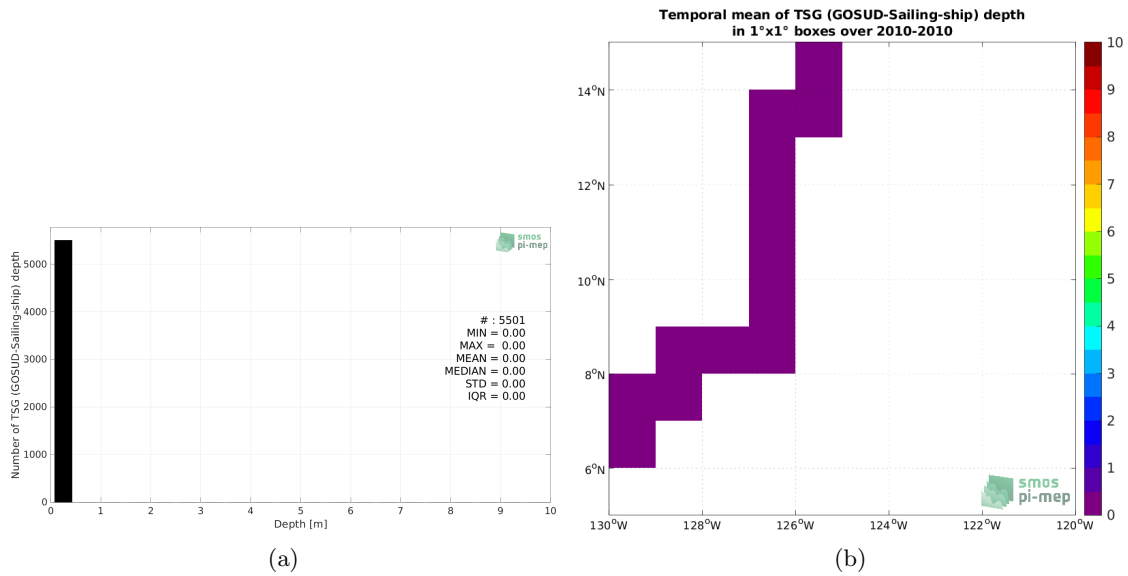 Number of TSG (GOSUD-Sailing-ship) depth
5000
4000
3000
2000
1000
0
0 1 2 3 4 5 6 7 8 9 10
Depth [m]
smos
pi-mep
# : 5501
MIN = 0.00
MAX = 0.00
MEAN = 0.00
MEDIAN = 0.00
STD = 0.00
IQR = 0.00
(a)
Temporal mean of TSG (GOSUD-Sailing-ship) depth
in 1°x1° boxes over 2010-2010
14°N
12°N
10°N
8°N
6°N
130°W 128°W 126°W 124°W 122°W 120°W
smos
pi-mep
10
9
8
7
6
5
4
3
2
1
0
(b)